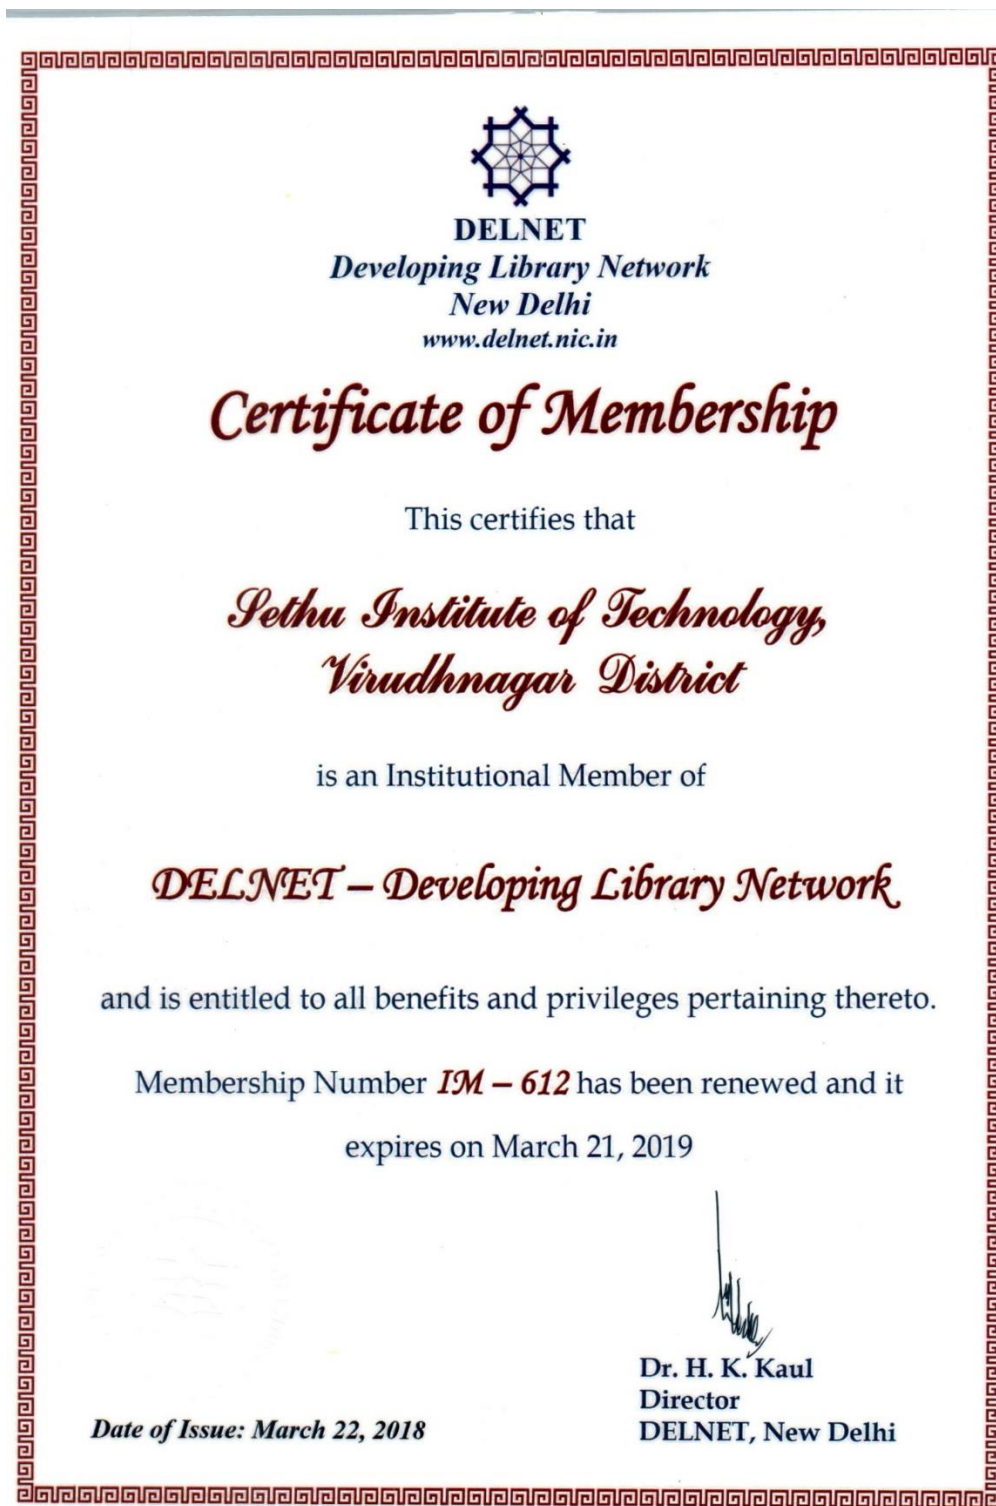 DELNET
Developing Library Network
New Delhi
www.delnet.nic.in
Certificate of Membership
This certifies that
Sethu Institute of Technology,
Virudhnagar District
is an Institutional Member of
DELNET – Developing Library Network
and is entitled to all benefits and privileges pertaining thereto.
Membership Number IM – 612 has been renewed and it
expires on March 21, 2019
Dr. H. K. Kaul
Director
Date of Issue: March 22, 2018 DELNET, New Delhi